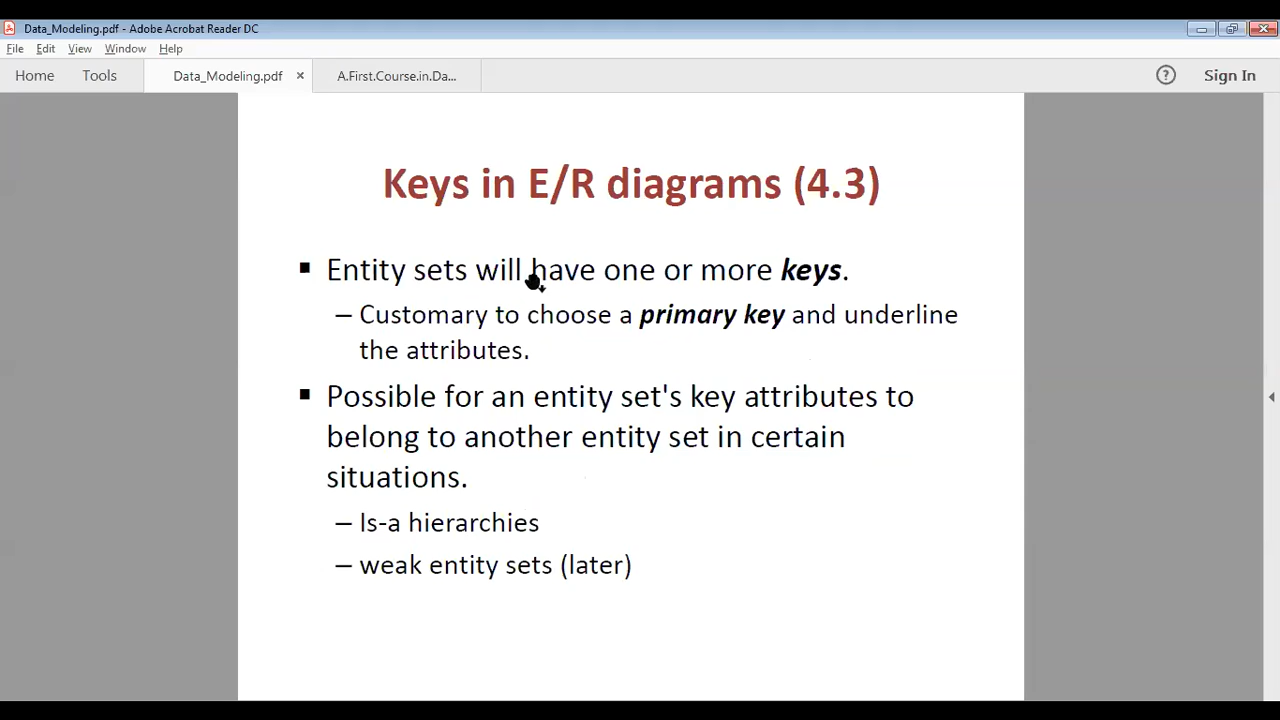 Data_Modeling.pdf - Adobe Acrobat Reader DC
File Edit View Window Help
Home Tools Data_Modeling.pdf × A.First.Course.in.Da... ? Sign In
Keys in E/R diagrams (4.3)
▪ Entity sets will have one or more keys.
– Customary to choose a primary key and underline
the attributes.
▪ Possible for an entity set's key attributes to
belong to another entity set in certain
situations.
– Is-a hierarchies
– weak entity sets (later)